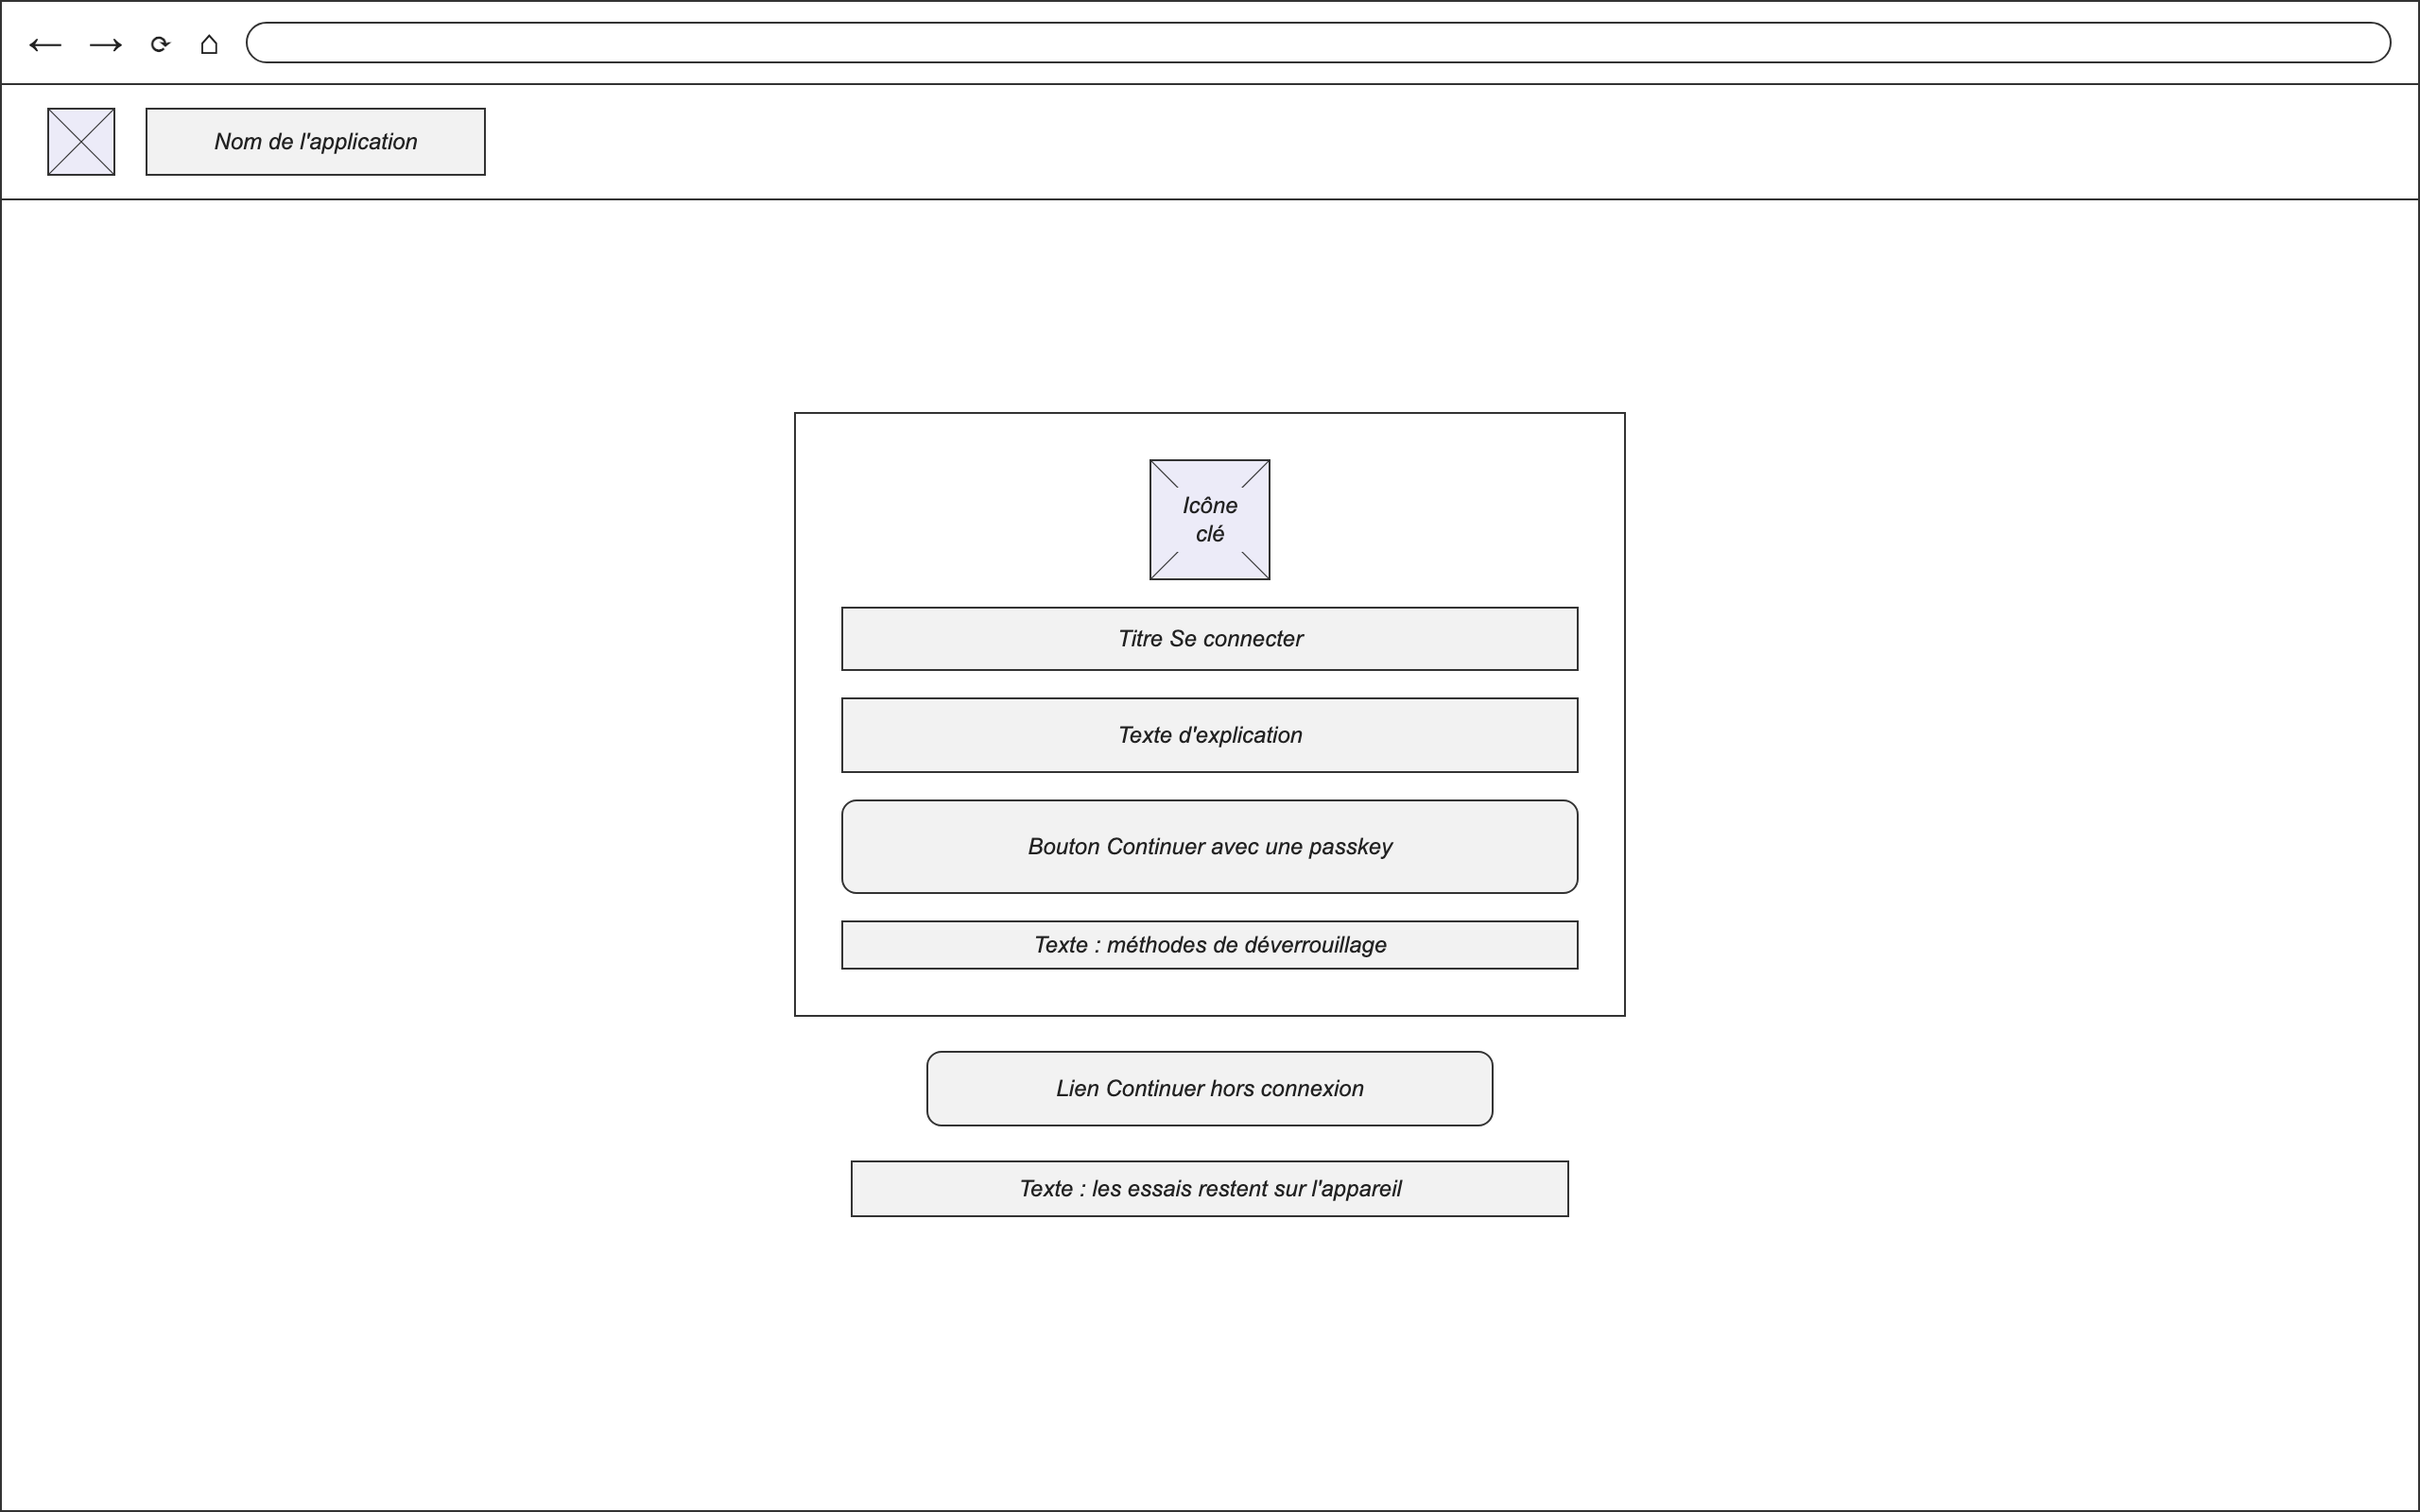 Nom de l'application
Icône
clé
Titre Se connecter
Texte d'explication
Bouton Continuer avec une passkey
Texte : méthodes de déverrouillage
Lien Continuer hors connexion
Texte : les essais restent sur l'appareil